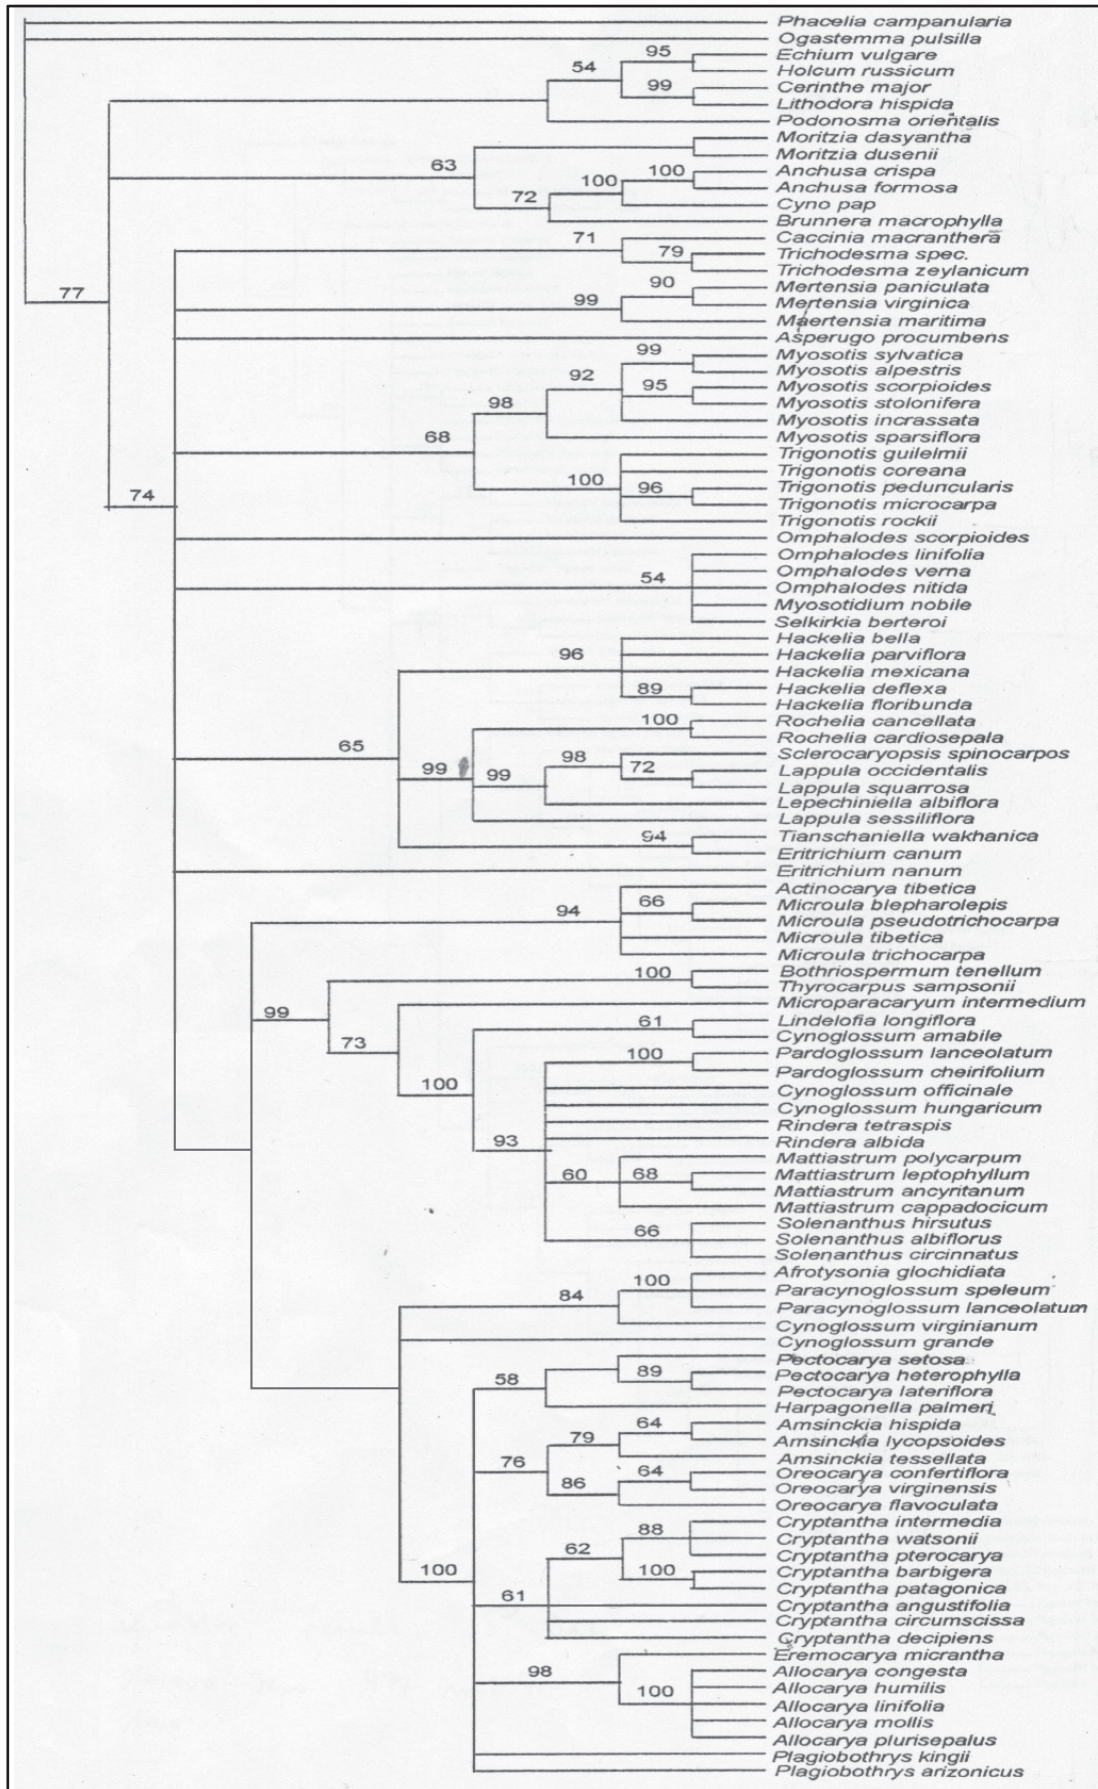 Phacelia campanularia
Ogastemma pulsilla
95
Echium vulgare
54
Holcum russicum
99
Cerinthe major
Lithodora hispida
Podonosma orientalis
Moritzia dasyantha
63
Moritzia dusenii
100
Anchusa crispa
100
Anchusa formosa
72
Cyno pap
Brunnera macrophylla
71
Caccinia macranthera
79
Trichodesma spec.
Trichodesma zeylanicum
77
90
Mertensia paniculata
99
Mertensia virginica
Maertensia maritima
Asperugo procumbens
99
Myosotis sylvatica
92
Myosotis alpestris
95
Myosotis scorpioides
98
Myosotis stolonifera
Myosotis incrassata
68
Myosotis sparsiflora
Trigonotis guilelmii
100
Trigonotis coreana
96
Trigonotis peduncularis
74
Trigonotis microcarpa
Trigonotis rockii
Omphalodes scorpioides
Omphalodes linifolia
54
Omphalodes verna
Omphalodes nitida
Myosotidium nobile
Selkirkia berteroi
Hackelia bella
96
Hackelia parviflora
Hackelia mexicana
89
Hackelia deflexa
Hackelia floribunda
100
Rochelia cancellata
65
Rochelia cardiosepala
98
Sclerocaryopsis spinocarpos
99
99
72
Lappula occidentalis
Lappula squarrosa
Lepechiniella albiflora
Lappula sessiliflora
94
Tianschaniella wakhanica
Eritrichium canum
Eritrichium nanum
Actinocarya tibetica
94
66
Microula blepharolepis
Microula pseudotrichocarpa
Microula tibetica
Microula trichocarpa
100
Bothriospermum tenellum
Thyrocarpus sampsonii
99
Microparacaryum intermedium
61
Lindelofia longiflora
73
Cynoglossum amabile
100
Pardoglossum lanceolatum
100
Pardoglossum cheirifolium
Cynoglossum officinale
Cynoglossum hungaricum
Rindera tetraspis
93
Rindera albida
Mattiastrum polycarpum
60
68
Mattiastrum leptophyllum
Mattiastrum ancyritanum
Mattiastrum cappadocicum
Solenanthus hirsutus
66
Solenanthus albiflorus
Solenanthus circinnatus
Afrotysonia glochidiata
100
84
Paracynoglossum speleum
Paracynoglossum lanceolatum
Cynoglossum virginianum
Cynoglossum grande
Pectocarya setosa
58
89
Pectocarya heterophylla
Pectocarya lateriflora
Harpagonella palmeri
64
Amsinckia hispida
79
Amsinckia lycopsoides
76
Amsinckia tessellata
64
Oreocarya confertiflora
86
Oreocarya virginensis
Oreocarya flavoculata
Cryptantha intermedia
88
Cryptantha watsonii
62
Cryptantha pterocarya
100
100
Cryptantha barbigera
Cryptantha patagonica
61
Cryptantha angustifolia
Cryptantha circumscissa
Cryptantha decipiens
Eremocarya micrantha
98
Allocarya congesta
100
Allocarya humilis
Allocarya linifolia
Allocarya mollis
Allocarya plurisepalus
Plagiobothrys kingii
Plagiobothrys arizonicus